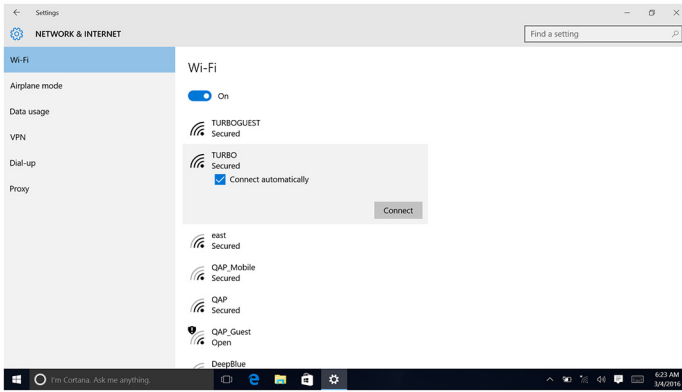 Settings
NETWORK & INTERNET
Find a setting
Wi-Fi
Airplane mode
Data usage
VPN
Dial-up
Proxy
Wi-Fi
On
TURBOGUEST
Secured
TURBO
Secured
Connect automatically
Connect
east
Secured
QAP_Mobile
Secured
QAP
Secured
QAP_Guest
Open
DeepBlue
I'm Cortana. Ask me anything.
6:23 AM
3/4/2016